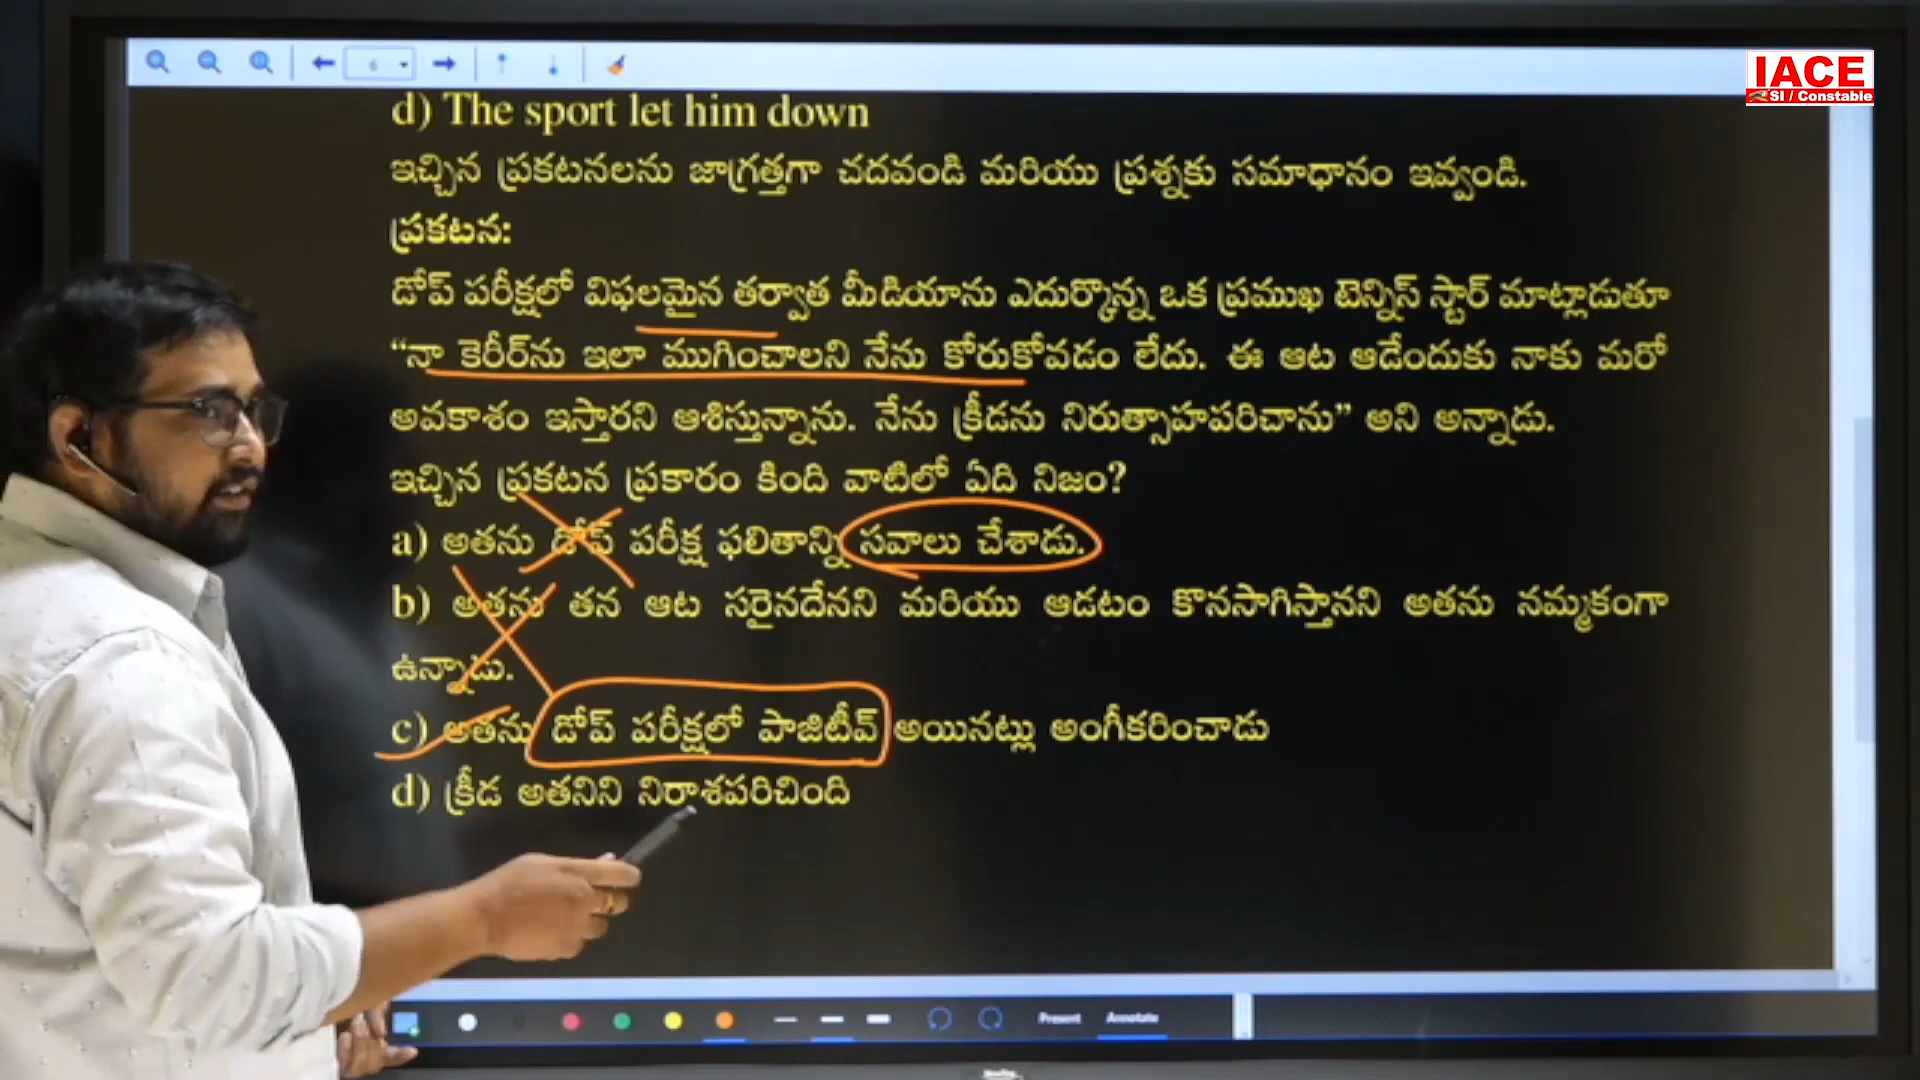 IACE
SI / Constable
6
d) The sport let him down
ఇచ్చిన ప్రకటనలను జాగ్రత్తగా చదవండి మరియు ప్రశ్నకు సమాధానం ఇవ్వండి.
ప్రకటన:
డోప్ పరీక్షలో విఫలమైన తర్వాత మీడియాను ఎదుర్కొన్న ఒక ప్రముఖ టెన్నిస్ స్టార్ మాట్లాడుతూ
“నా కెరీర్‌ను ఇలా ముగించాలని నేను కోరుకోవడం లేదు. ఈ ఆట ఆడేందుకు నాకు మరో
అవకాశం ఇస్తారని ఆశిస్తున్నాను. నేను క్రీడను నిరుత్సాహపరిచాను” అని అన్నాడు.
ఇచ్చిన ప్రకటన ప్రకారం కింది వాటిలో ఏది నిజం?
a) అతను డోప్ పరీక్ష ఫలితాన్ని సవాలు చేశాడు.
b) అతను తన ఆట సరైనదేనని మరియు ఆడటం కొనసాగిస్తానని అతను నమ్మకంగా
ఉన్నాడు.
c) అతను డోప్ పరీక్షలో పాజిటీవ్ అయినట్లు అంగీకరించాడు
d) క్రీడ అతనిని నిరాశపరిచింది
Present Annotate